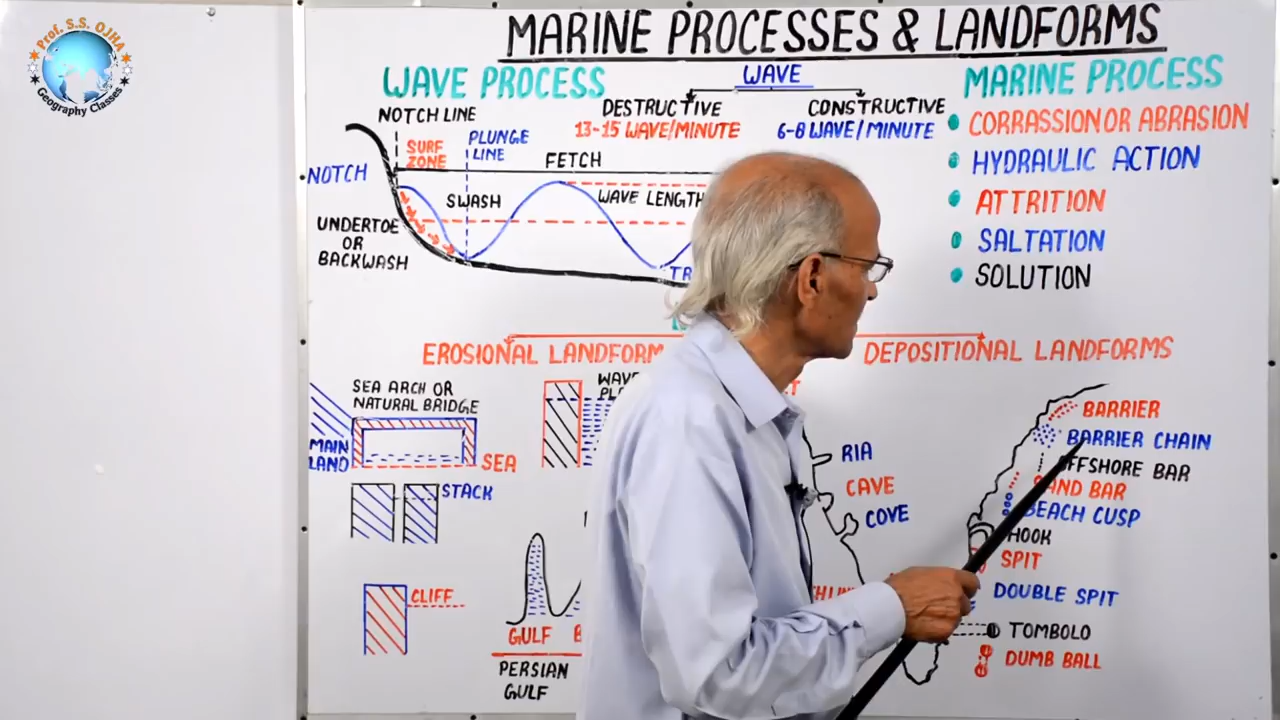 Prof. S.S. OJHA
Geography Classes
MARINE PROCESSES & LANDFORMS
WAVE PROCESS
WAVE
DESTRUCTIVE
13-15 WAVE/MINUTE
CONSTRUCTIVE
6-8 WAVE/MINUTE
NOTCH LINE
SURF
ZONE
PLUNGE
LINE
FETCH
NOTCH
SWASH
WAVE LENGTH
UNDERTOE
OR
BACKWASH
MARINE PROCESS
CORRASSION OR ABRASION
HYDRAULIC ACTION
ATTRITION
SALTATION
SOLUTION
EROSIONAL LANDFORM
DEPOSITIONAL LANDFORMS
SEA ARCH OR
NATURAL BRIDGE
MAIN
LAND
SEA
STACK
CLIFF
WAVE
GULF
PERSIAN
GULF
RIA
CAVE
COVE
BARRIER
BARRIER CHAIN
OFFSHORE BAR
SAND BAR
BEACH CUSP
HOOK
SPIT
DOUBLE SPIT
TOMBOLO
DUMB BALL